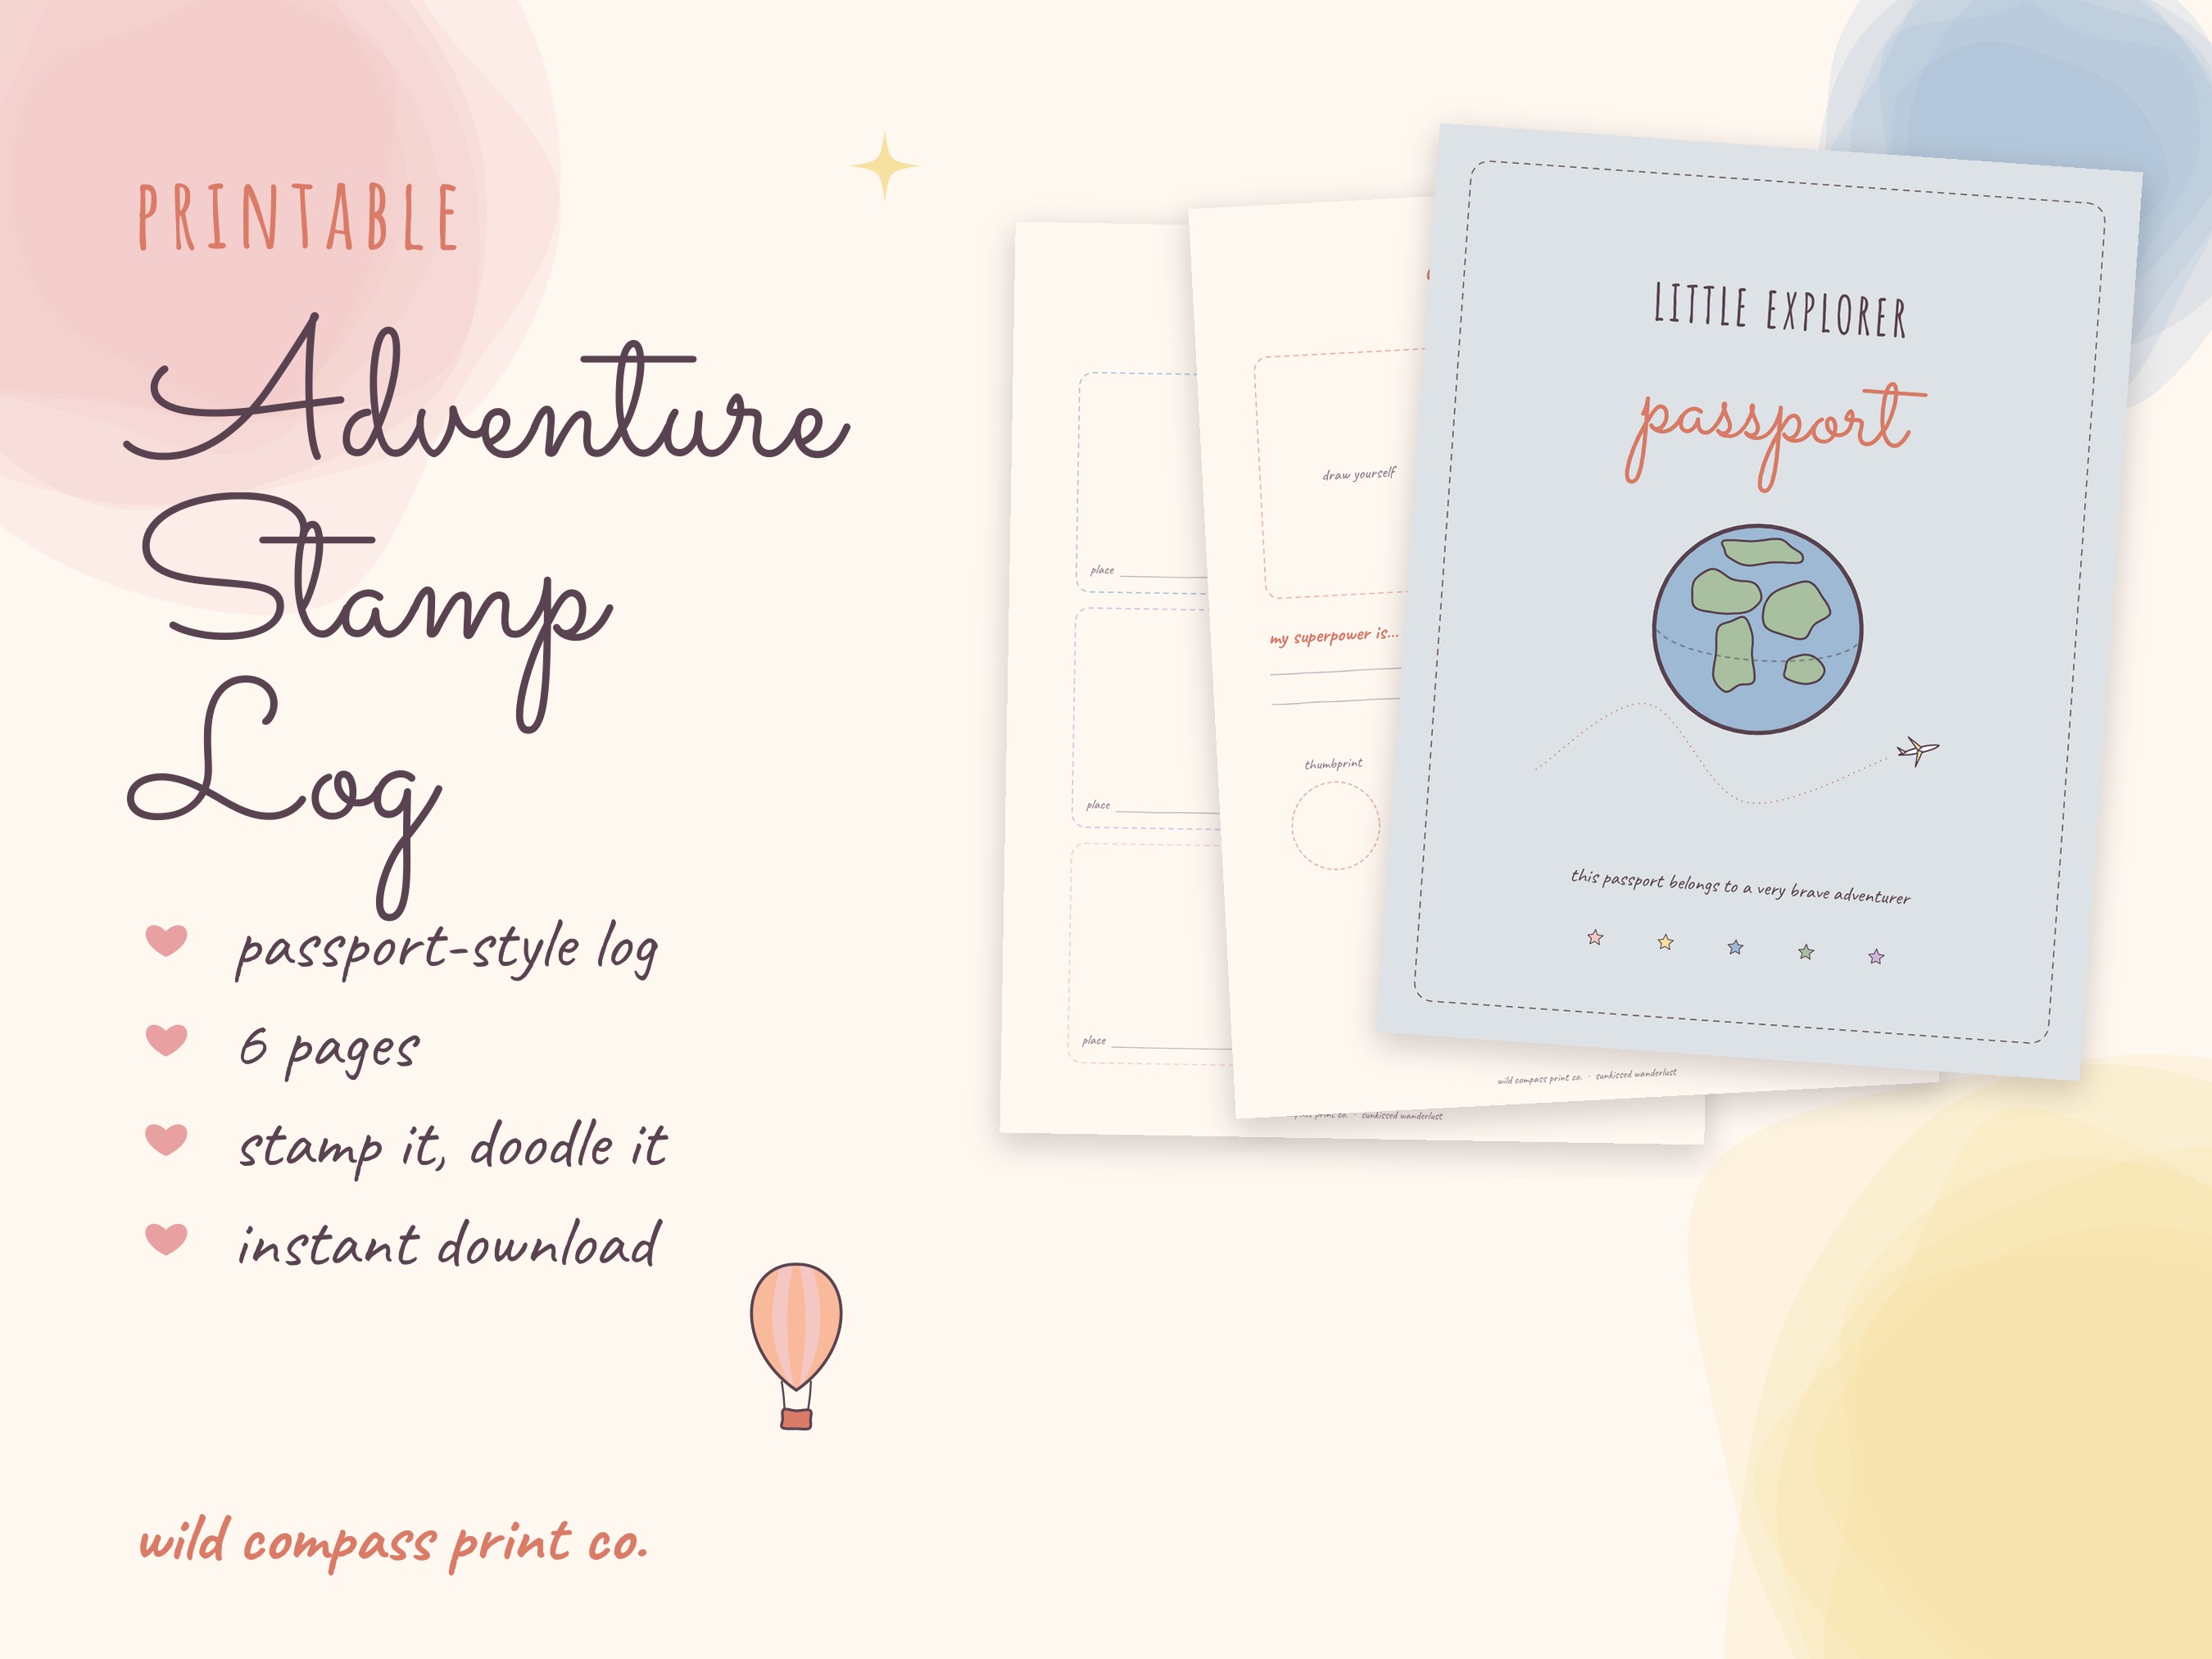 PRINTABLE
Adventure
Stamp
Log
passport-style log
6 pages
stamp it, doodle it
instant download
wild compass print co.
place
place
place
print co. · sunkissed wanderlust
draw yourself
my superpower is...
thumbprint
wild compass print co. · sunkissed wanderlust
LITTLE EXPLORER
passport
this passport belongs to a very brave adventurer